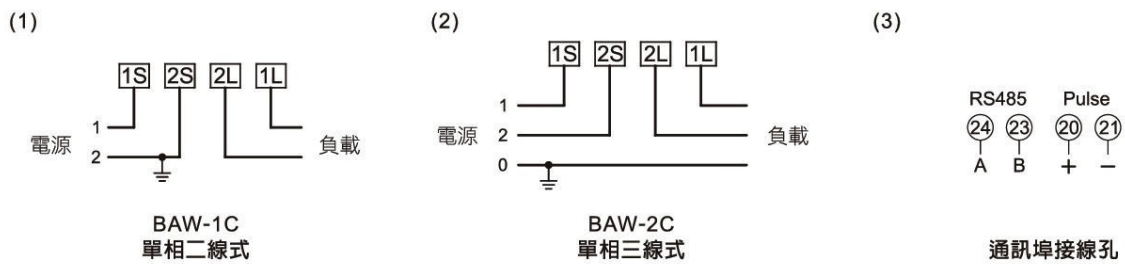 (1)
1S 2S 2L 1L
1
電源
2
負載
BAW-1C
單相二線式
(2)
1S 2S 2L 1L
1
電源 2
0
負載
BAW-2C
單相三線式
(3)
RS485 Pulse
24 23 20 21
A B + −
通訊埠接線孔